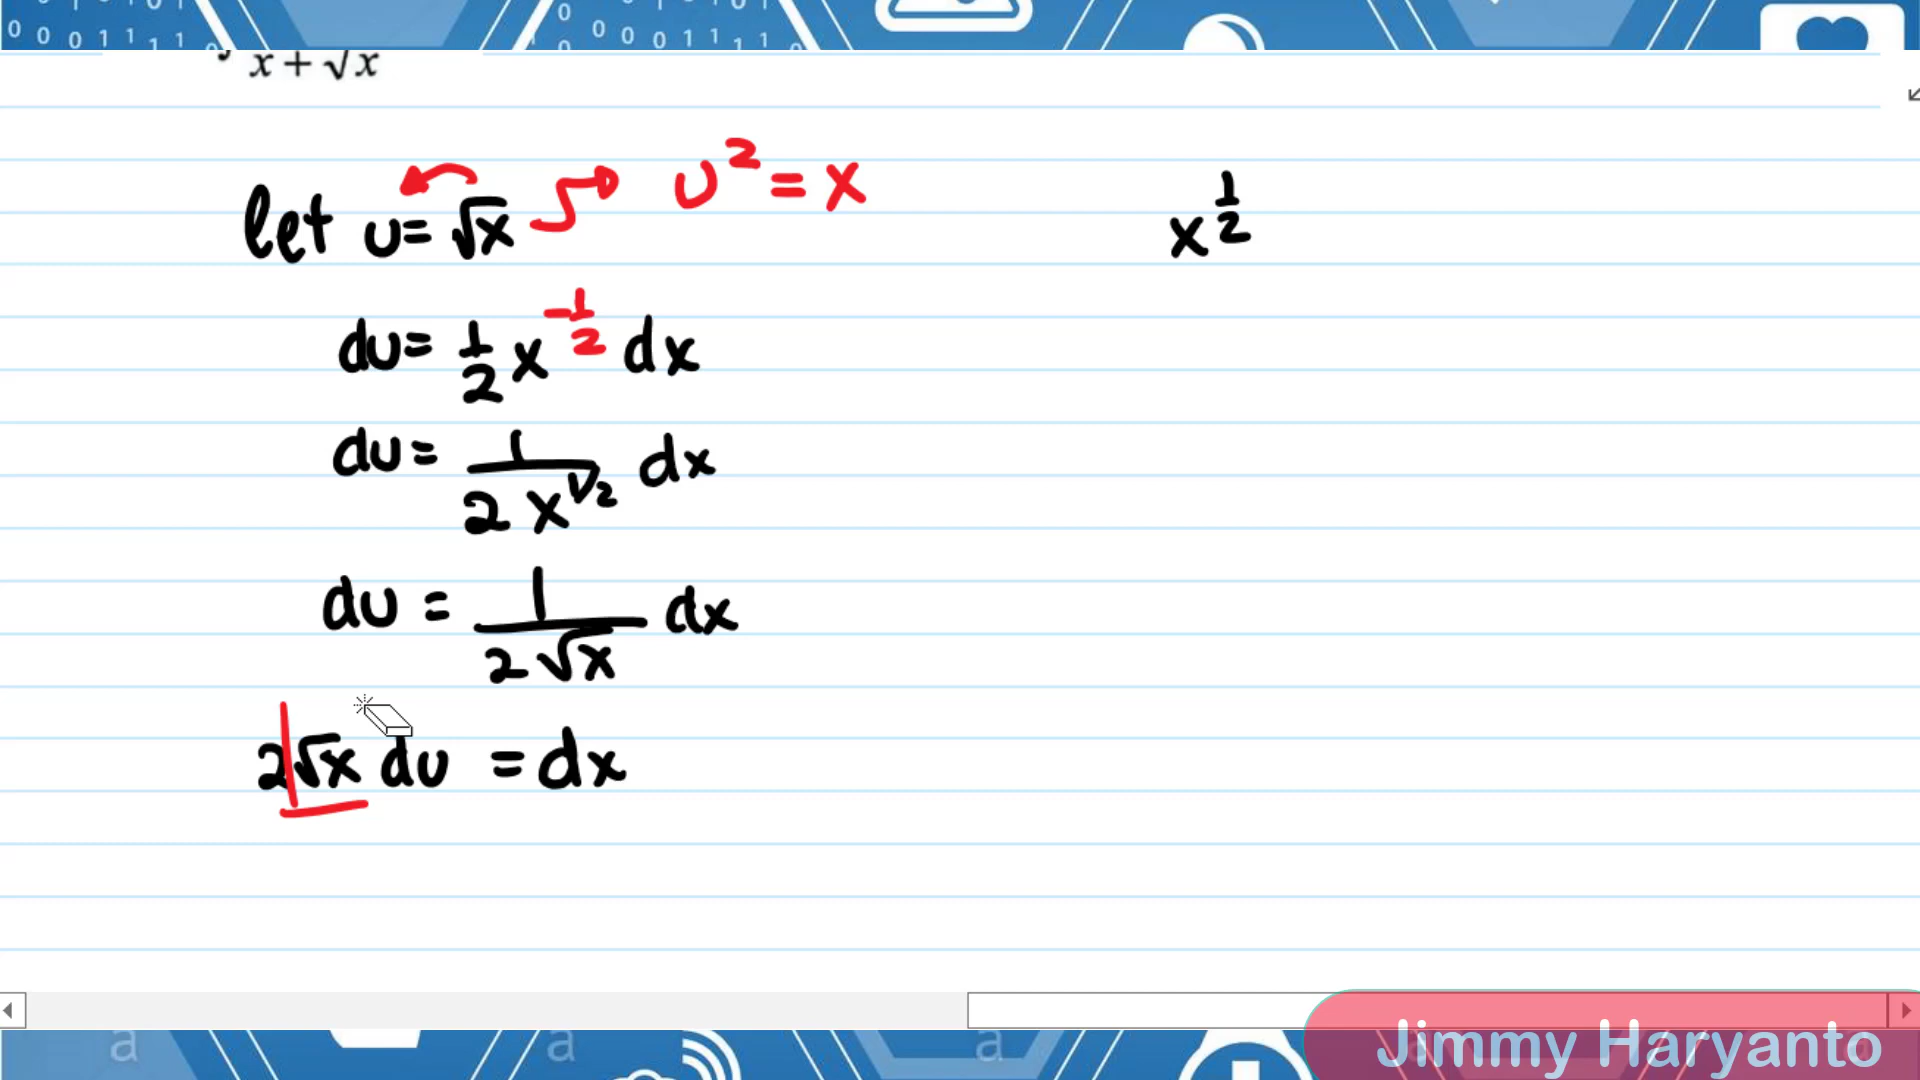 x + √x
let u = √x → u² = x
x^{1/2}
du = 1/2 x^{-1/2} dx
du = 1/(2 x^{1/2}) dx
du = 1/(2√x) dx
2√x du = dx
Jimmy Haryanto